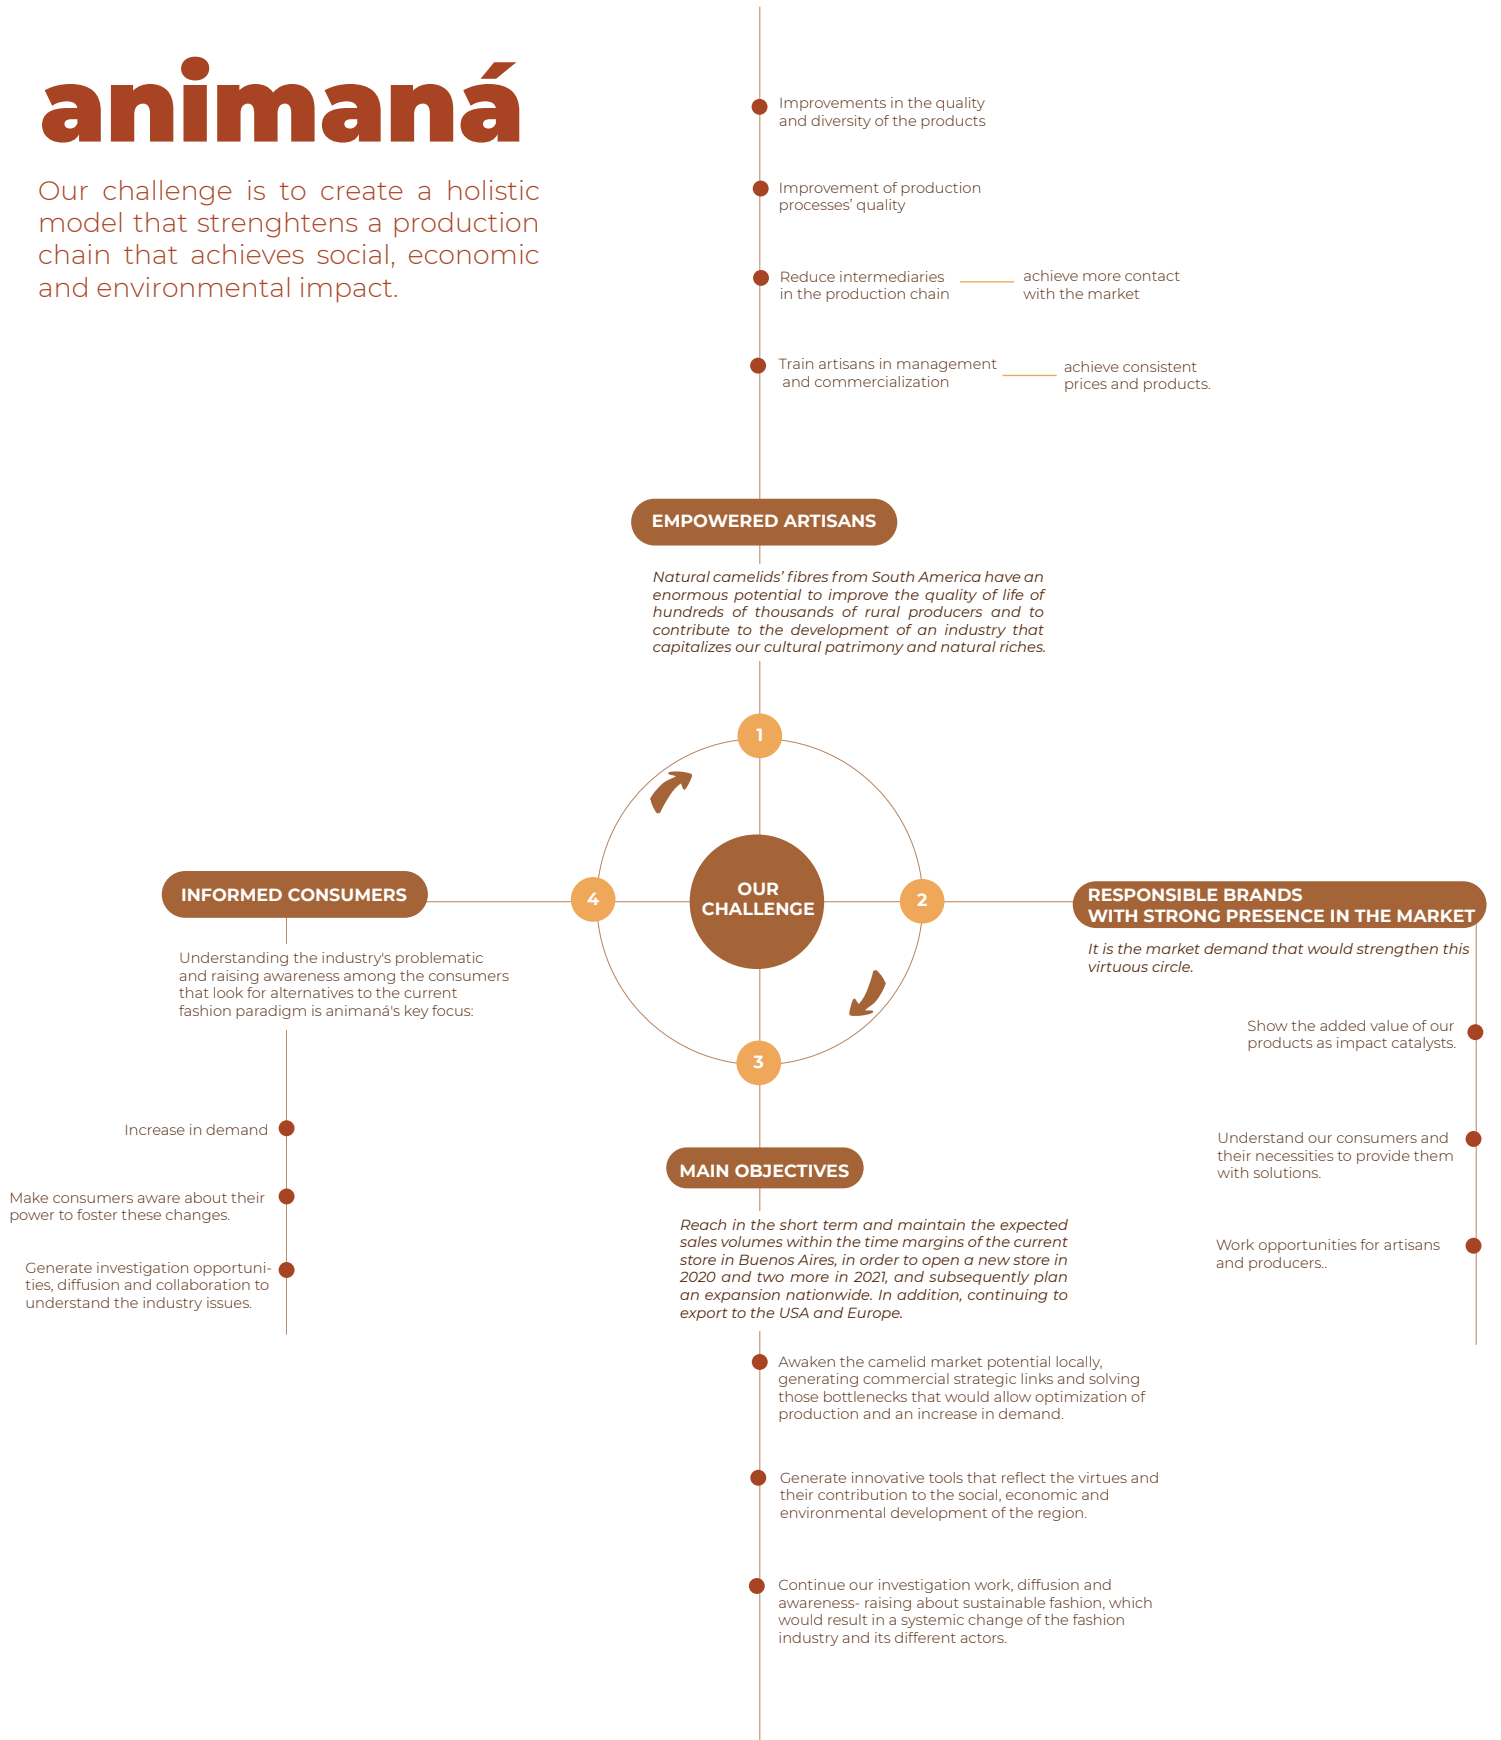 animaná
Our challenge is to create a holistic
model that strenghtens a production
chain that achieves social, economic
and environmental impact.
Improvements in the quality
and diversity of the products
Improvement of production
processes’ quality
Reduce intermediaries
in the production chain
achieve more contact
with the market
Train artisans in management
and commercialization
achieve consistent
prices and products.
EMPOWERED ARTISANS
Natural camelids’ fibres from South America have an
enormous potential to improve the quality of life of
hundreds of thousands of rural producers and to
contribute to the development of an industry that
capitalizes our cultural patrimony and natural riches.
1
2
3
4
OUR
CHALLENGE
RESPONSIBLE BRANDS
WITH STRONG PRESENCE IN THE MARKET
It is the market demand that would strengthen this
virtuous circle.
Show the added value of our
products as impact catalysts.
Understand our consumers and
their necessities to provide them
with solutions.
Work opportunities for artisans
and producers..
MAIN OBJECTIVES
Reach in the short term and maintain the expected
sales volumes within the time margins of the current
store in Buenos Aires, in order to open a new store in
2020 and two more in 2021, and subsequently plan
an expansion nationwide. In addition, continuing to
export to the USA and Europe.
Awaken the camelid market potential locally,
generating commercial strategic links and solving
those bottlenecks that would allow optimization of
production and an increase in demand.
Generate innovative tools that reflect the virtues and
their contribution to the social, economic and
environmental development of the region.
Continue our investigation work, diffusion and
awareness- raising about sustainable fashion, which
would result in a systemic change of the fashion
industry and its different actors.
INFORMED CONSUMERS
Understanding the industry's problematic
and raising awareness among the consumers
that look for alternatives to the current
fashion paradigm is animaná's key focus:
Increase in demand
Make consumers aware about their
power to foster these changes.
Generate investigation opportuni-
ties, diffusion and collaboration to
understand the industry issues.